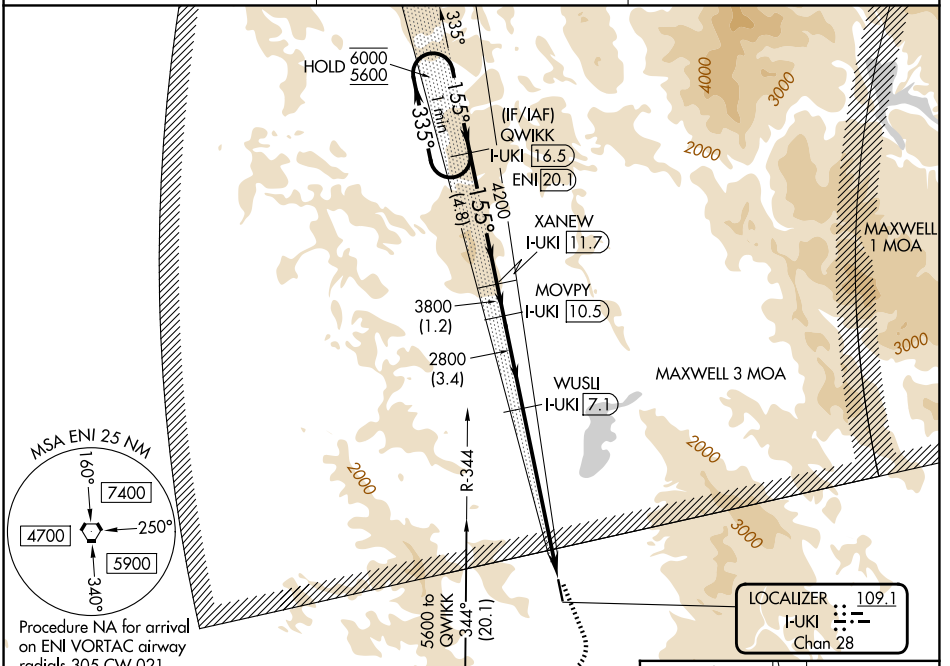 335°
HOLD 6000
5600
155°
1 min
335°
(IF/IAF)
QWIKK
I-UKI 16.5
ENI 20.1
4000
3000
2000
155°
4200
(4.8)
XANEW
I-UKI 11.7
MAXWELL
1 MOA
3800
(1.2)
MOVPY
I-UKI 10.5
2800
(3.4)
3000
WUSLI
I-UKI 7.1
MAXWELL 3 MOA
R-344
2000
2000
3000
MSA ENI 25 NM
160°
7400
4700
250°
5900
340°
5600 to
QWIKK
344°
(20.1)
LOCALIZER 109.1
I-UKI
Chan 28
Procedure NA for arrival
on ENI VORTAC airway
radials 305 CW 021